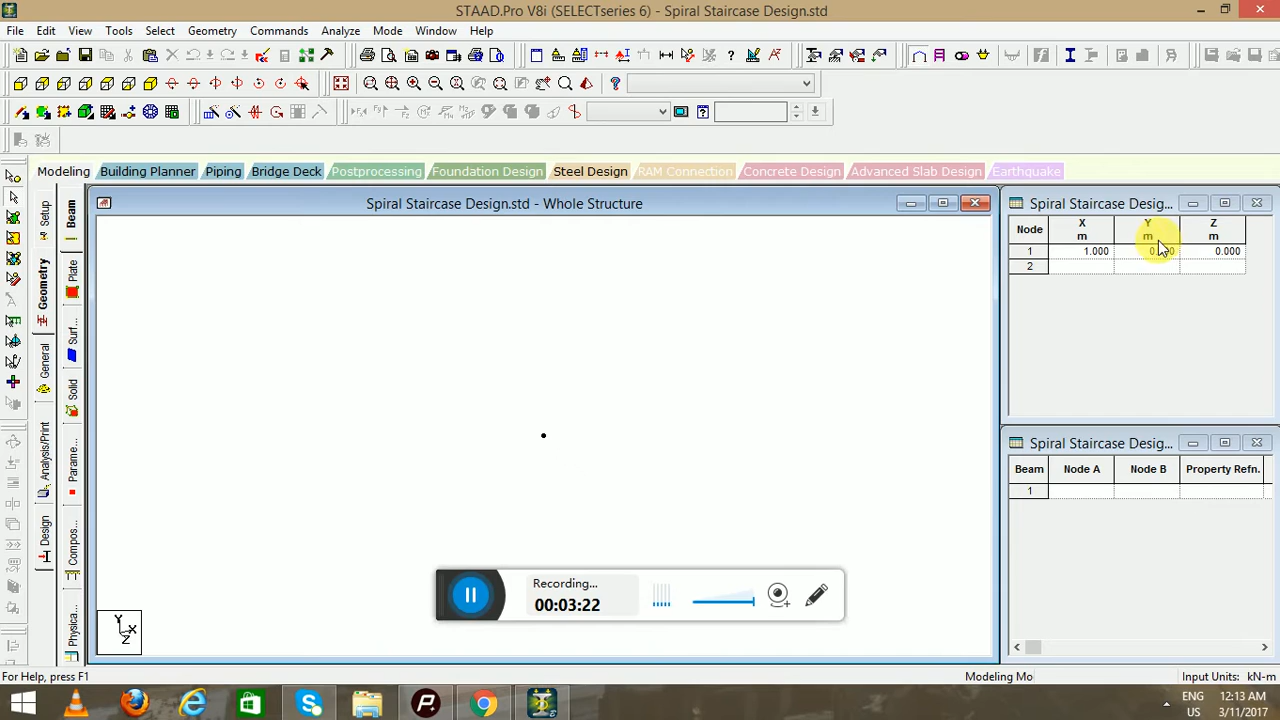 STAAD.Pro V8i (SELECTseries 6) - Spiral Staircase Design.std
File Edit View Tools Select Geometry Commands Analyze Mode Window Help
Modeling Building Planner Piping Bridge Deck Postprocessing Foundation Design Steel Design RAM Connection Concrete Design Advanced Slab Design Earthquake
Setup
Geometry
General
Analysis/Print
Design
Beam
Plate
Surf...
Solid
Parame...
Compos...
Physica...
Spiral Staircase Design.std - Whole Structure
Y
X
Z
Recording...
00:03:22
Spiral Staircase Desig...
Node X m Y m Z m
1 1.000 0.000
2
Spiral Staircase Desig...
Beam Node A Node B Property Refn.
1
For Help, press F1
Modeling Mo
Input Units: kN-m
ENG 12:13 AM
US 3/11/2017